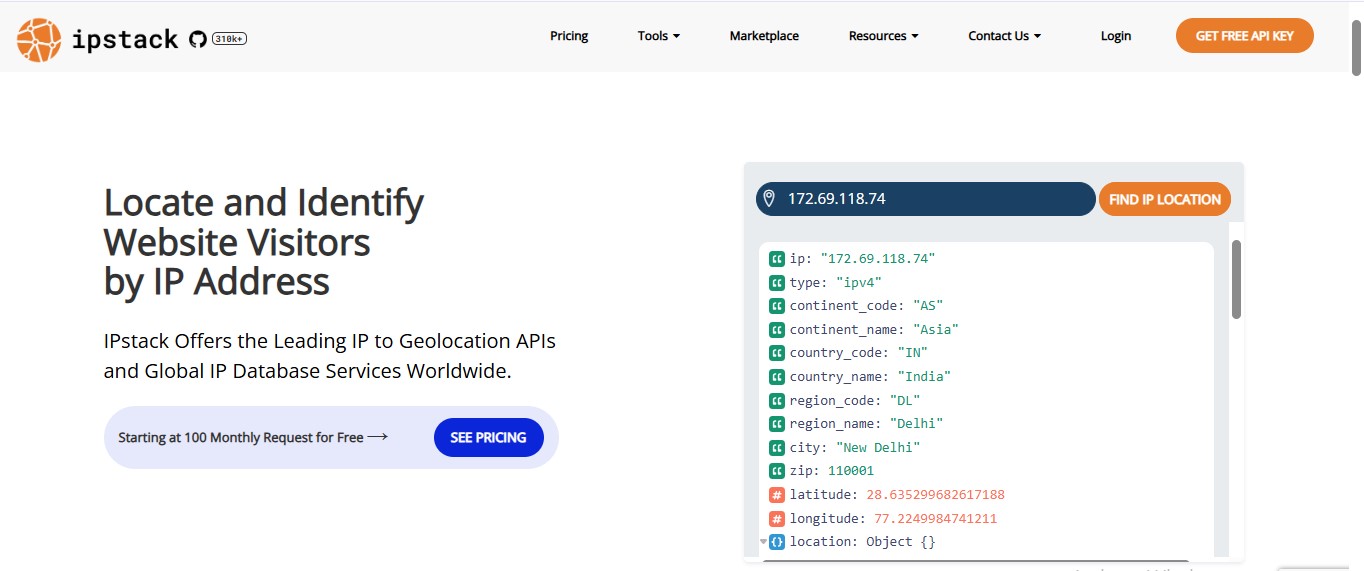 ipstack 310k+
Pricing Tools Marketplace Resources Contact Us Login GET FREE API KEY
Locate and Identify
Website Visitors
by IP Address
IPstack Offers the Leading IP to Geolocation APIs
and Global IP Database Services Worldwide.
Starting at 100 Monthly Request for Free → SEE PRICING
172.69.118.74 FIND IP LOCATION
ip: "172.69.118.74"
type: "ipv4"
continent_code: "AS"
continent_name: "Asia"
country_code: "IN"
country_name: "India"
region_code: "DL"
region_name: "Delhi"
city: "New Delhi"
zip: 110001
latitude: 28.635299682617188
longitude: 77.2249984741211
location: Object {}